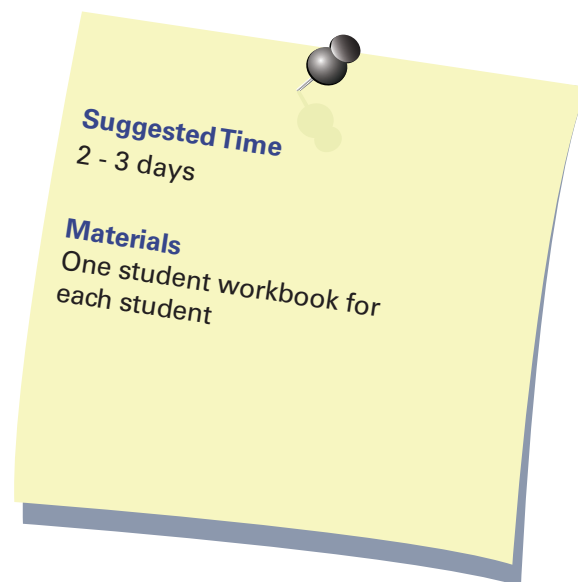 Suggested Time
2 - 3 days
Materials
One student workbook for
each student